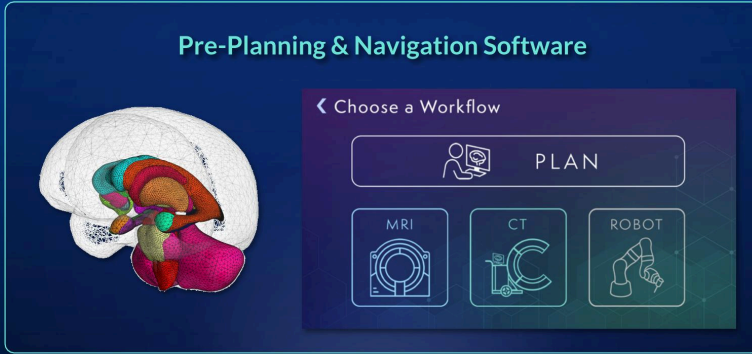 Pre-Planning & Navigation Software
Choose a Workflow
PLAN
MRI
CT
ROBOT